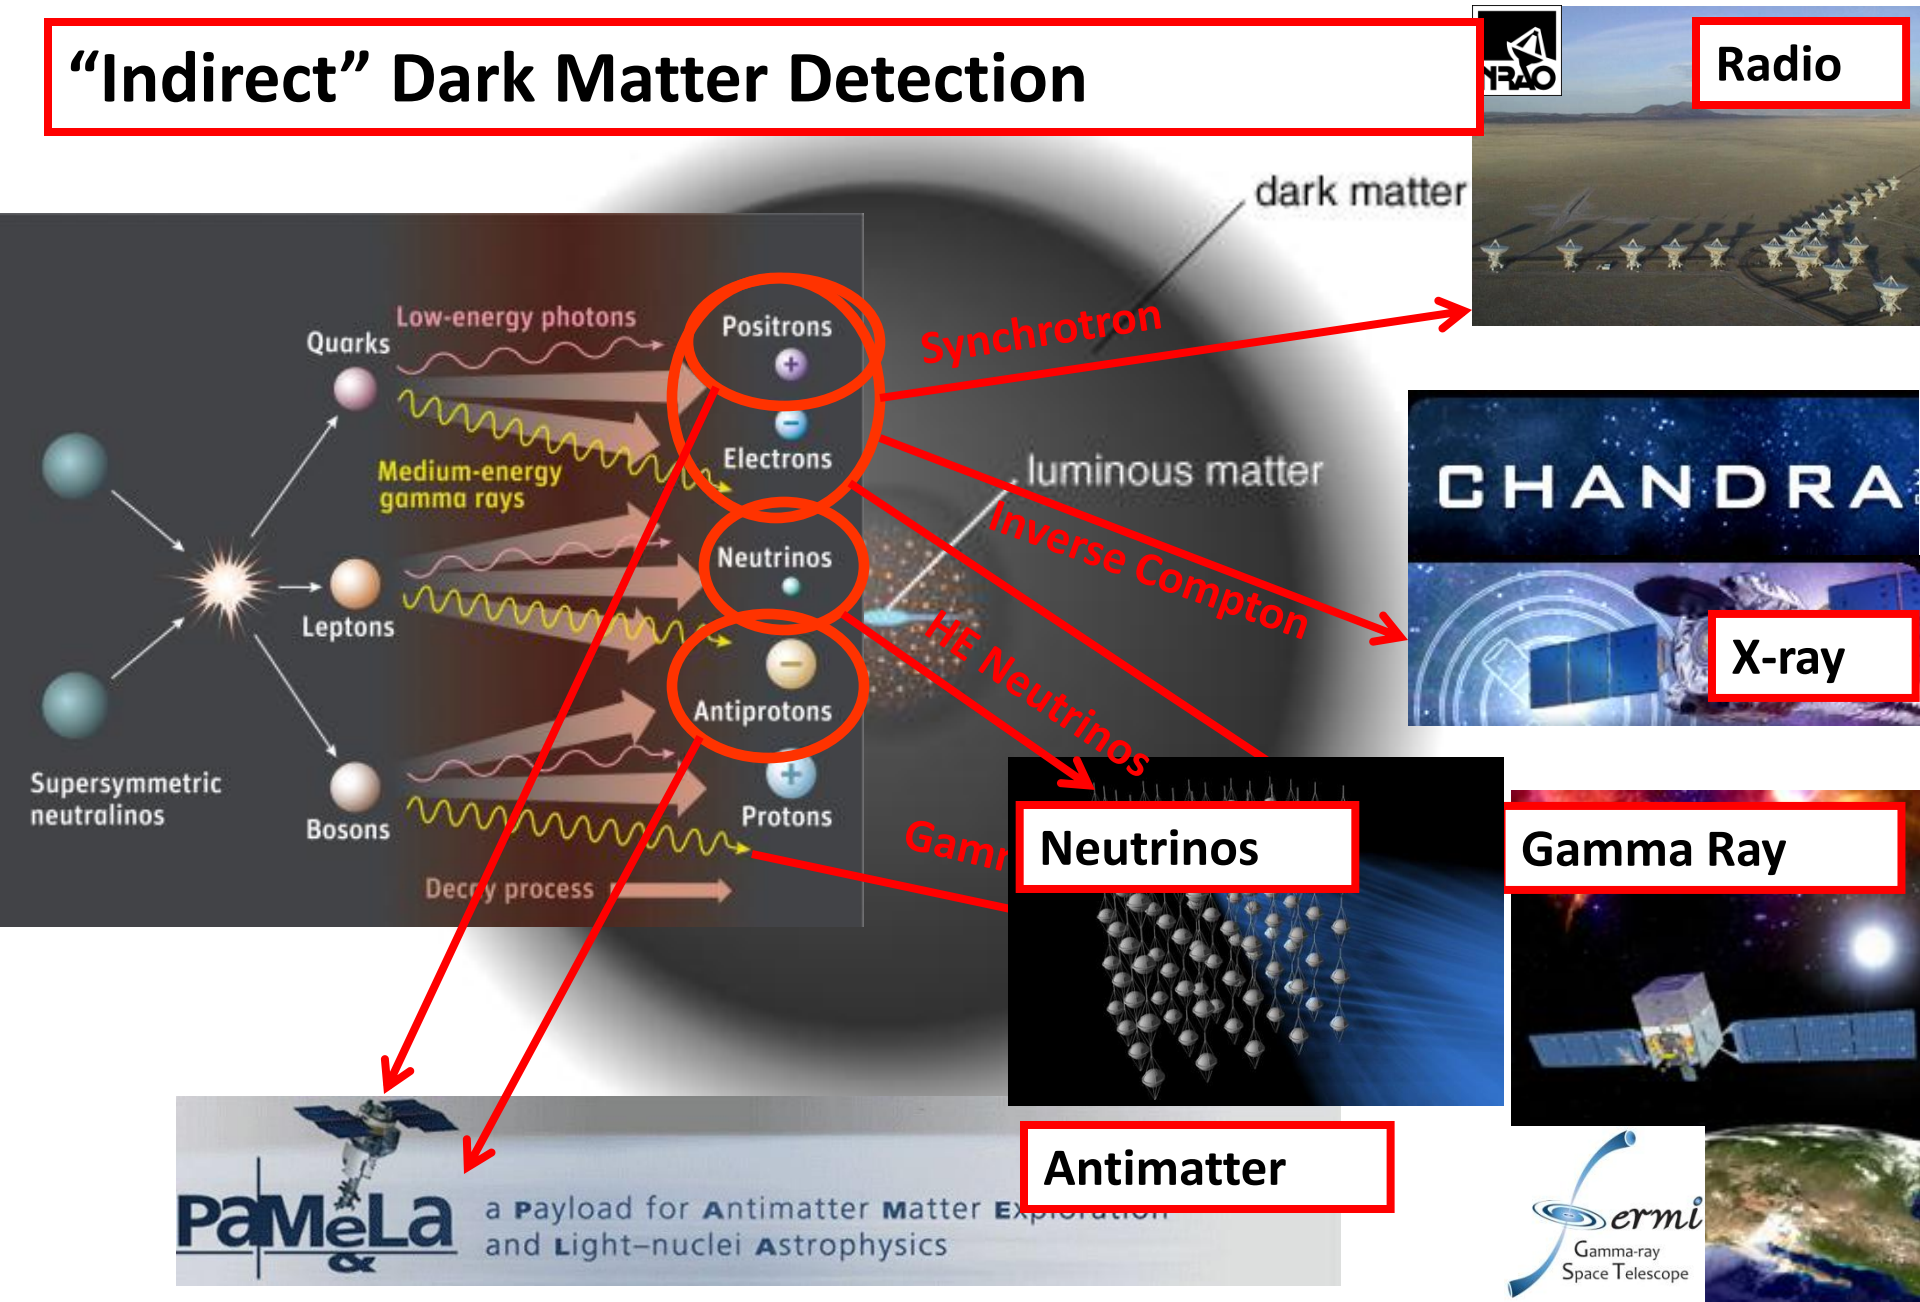 “Indirect” Dark Matter Detection
NRAO
Radio
dark matter
Low-energy photons
Positrons
+
Synchrotron
Quarks
−
Electrons
CHANDRA
Medium-energy
gamma rays
luminous matter
Inverse Compton
Neutrinos
Leptons
HE Neutrinos
X-ray
−
Antiprotons
Supersymmetric
neutralinos
+
Protons
Bosons
Neutrinos
Gamma Ray
Decay process
Antimatter
PaMeLa
&
a Payload for Antimatter Matter Exploration
and Light–nuclei Astrophysics
Fermi
Gamma-ray
Space Telescope